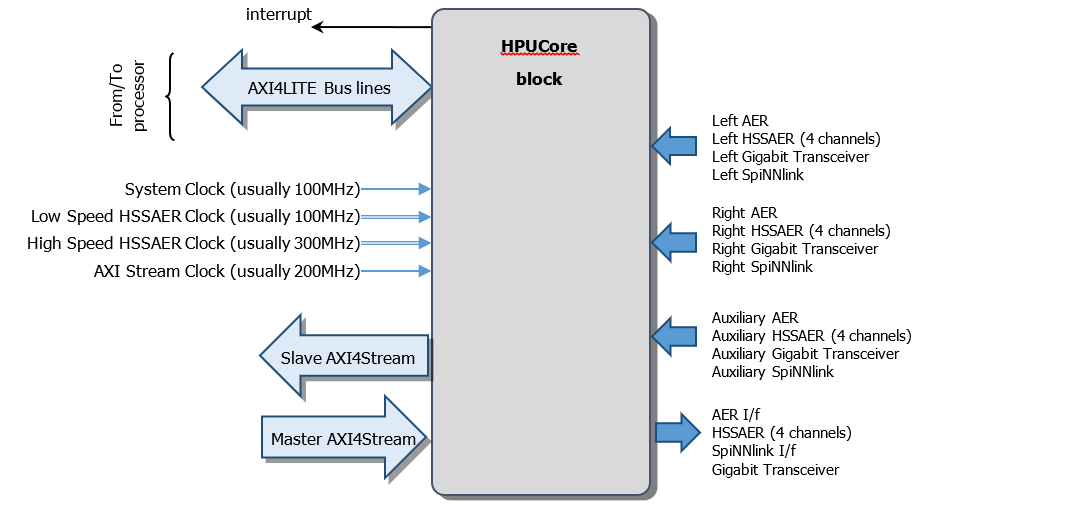 interrupt
HPUCore
block
From/To
processor
AXI4LITE Bus lines
System Clock (usually 100MHz)
Low Speed HSSAER Clock (usually 100MHz)
High Speed HSSAER Clock (usually 300MHz)
AXI Stream Clock (usually 200MHz)
Slave AXI4Stream
Master AXI4Stream
Left AER
Left HSSAER (4 channels)
Left Gigabit Transceiver
Left SpiNNlink
Right AER
Right HSSAER (4 channels)
Right Gigabit Transceiver
Right SpiNNlink
Auxiliary AER
Auxiliary HSSAER (4 channels)
Auxiliary Gigabit Transceiver
Auxiliary SpiNNlink
AER I/f
HSSAER (4 channels)
SpiNNlink I/f
Gigabit Transceiver